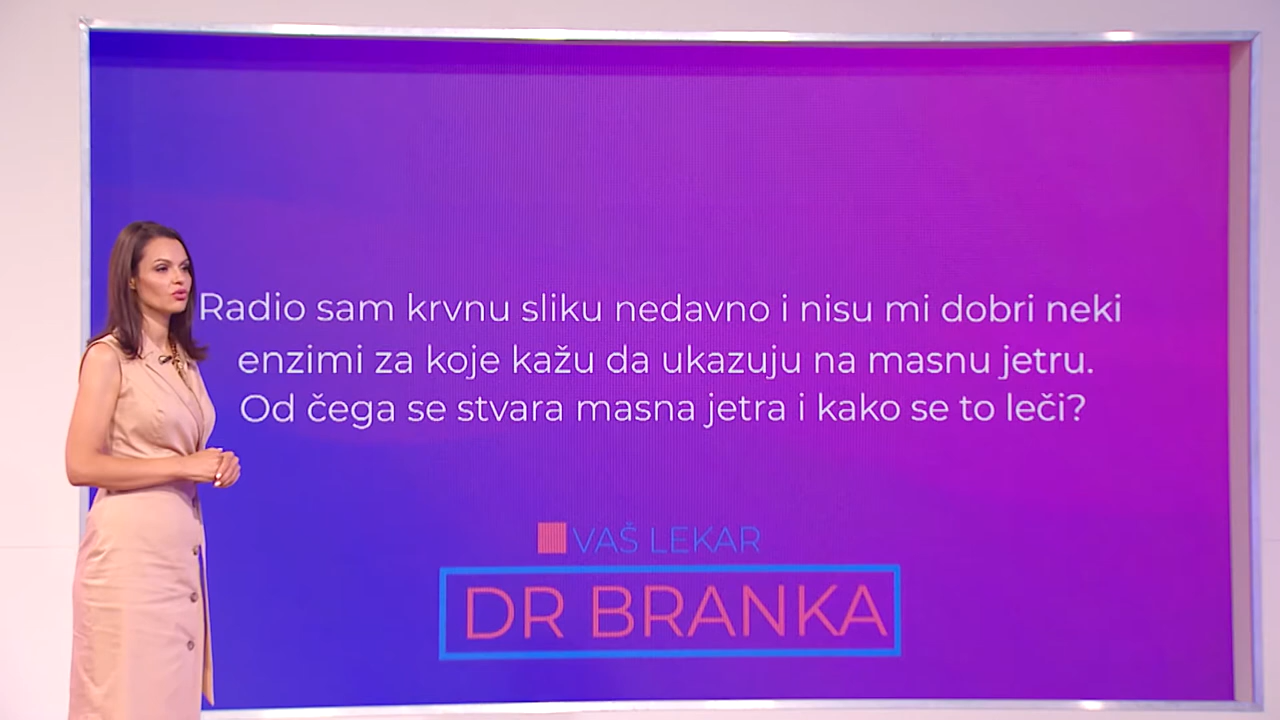 Radio sam krvnu sliku nedavno i nisu mi dobri neki
enzimi za koje kažu da ukazuju na masnu jetru.
Od čega se stvara masna jetra i kako se to leči?
VAŠ LEKAR
DR BRANKA